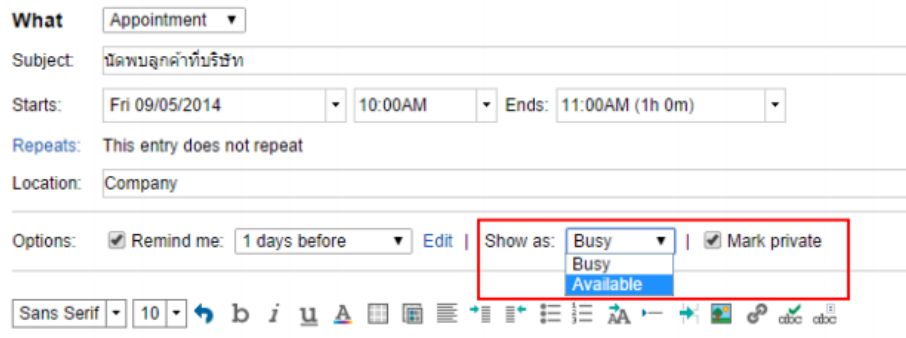 What Appointment
Subject: นัดพบลูกค้าที่บริษัท
Starts: Fri 09/05/2014 10:00AM Ends: 11:00AM (1h 0m)
Repeats: This entry does not repeat
Location: Company
Options: Remind me: 1 days before Edit | Show as: Busy | Mark private
Busy
Available
Sans Serif 10 b i u A A abc abc